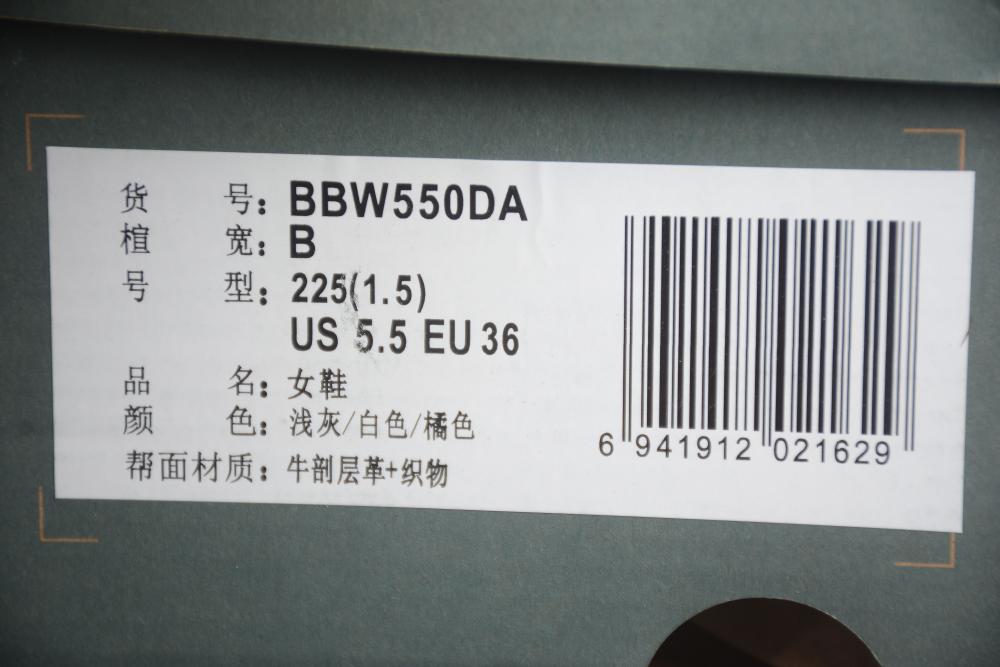 货 号：BBW550DA
楦 宽：B
号 型：225(1.5)
US 5.5 EU 36
品 名：女鞋
颜 色：浅灰/白色/橘色
帮面材质：牛剖层革+织物
6 941912 021629